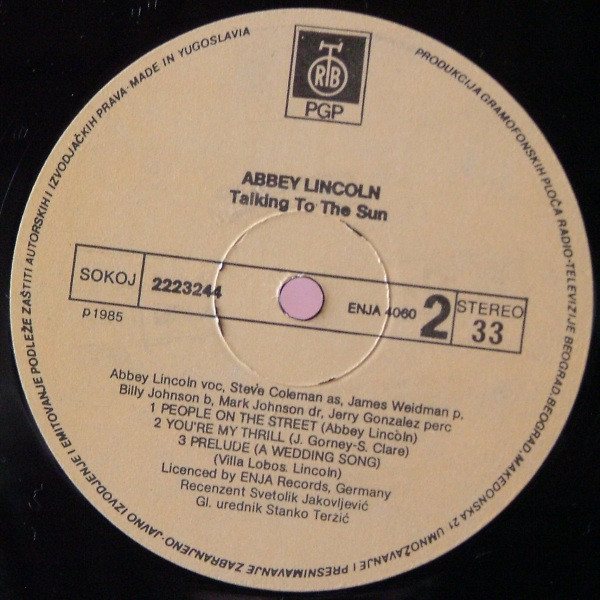 PRODUKCIJA GRAMOFONSKIH PLOČA RADIO-TELEVIZIJE BEOGRAD, BEOGRAD, MAKEDONSKA 21 UMNOŽAVANJE I PRESNIMAVANJE ZABRANJENO-JAVNO IZVODJENJE I EMITOVANJE PODLEŽE ZAŠTITI AUTORSKIH I IZVODJAČKIH PRAVA-MADE IN YUGOSLAVIA
RTB
PGP
ABBEY LINCOLN
Talking To The Sun
SOKOJ 2223244 ENJA 4060 2 STEREO 33
p 1985
Abbey Lincoln voc, Steve Coleman as, James Weidman p,
Billy Johnson b, Mark Johnson dr, Jerry Gonzalez perc
1 PEOPLE ON THE STREET (Abbey Lincoln)
2 YOU'RE MY THRILL (J. Gorney-S. Clare)
3 PRELUDE (A WEDDING SONG)
(Villa Lobos. Lincoln)
Licenced by ENJA Records, Germany
Recenzent Svetolik Jakovljević
Gl. urednik Stanko Terzić